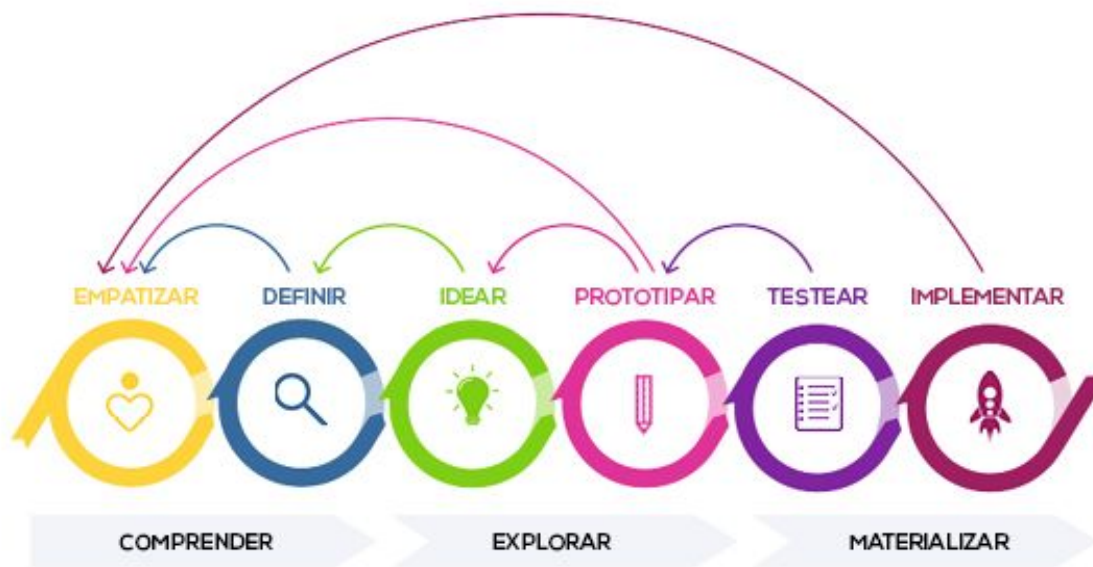 EMPATIZAR DEFINIR IDEAR PROTOTIPAR TESTEAR IMPLEMENTAR
COMPRENDER EXPLORAR MATERIALIZAR